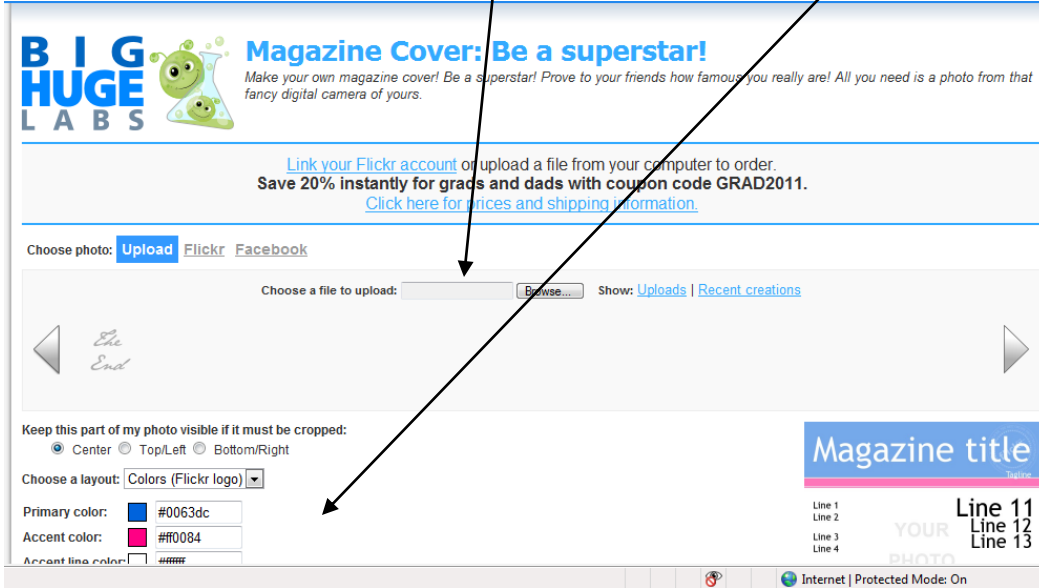 BIG
HUGE
LABS
Magazine Cover: Be a superstar!
Make your own magazine cover! Be a superstar! Prove to your friends how famous you really are! All you need is a photo from that
fancy digital camera of yours.
Link your Flickr account or upload a file from your computer to order.
Save 20% instantly for grads and dads with coupon code GRAD2011.
Click here for prices and shipping information.
Choose photo: Upload Flickr Facebook
Choose a file to upload: Browse... Show: Uploads | Recent creations
The
End
Keep this part of my photo visible if it must be cropped:
Center Top/Left Bottom/Right
Choose a layout: Colors (Flickr logo)
Primary color: #0063dc
Accent color: #ff0084
Accent line color: #ffffff
Magazine title
Tagline
Line 1
Line 2
Line 3
Line 4
Line 11
Line 12
Line 13
YOUR
PHOTO
Internet | Protected Mode: On